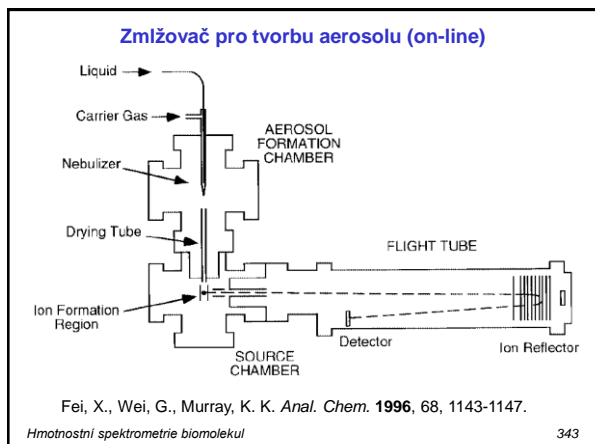 Zmlžovač pro tvorbu aerosolu (on-line)
Liquid
Carrier Gas
AEROSOL
FORMATION
CHAMBER
Nebulizer
Drying Tube
FLIGHT TUBE
Ion Formation
Region
Detector
Ion Reflector
SOURCE
CHAMBER
Fei, X., Wei, G., Murray, K. K. Anal. Chem. 1996, 68, 1143-1147.
Hmotnostní spektrometrie biomolekul 343